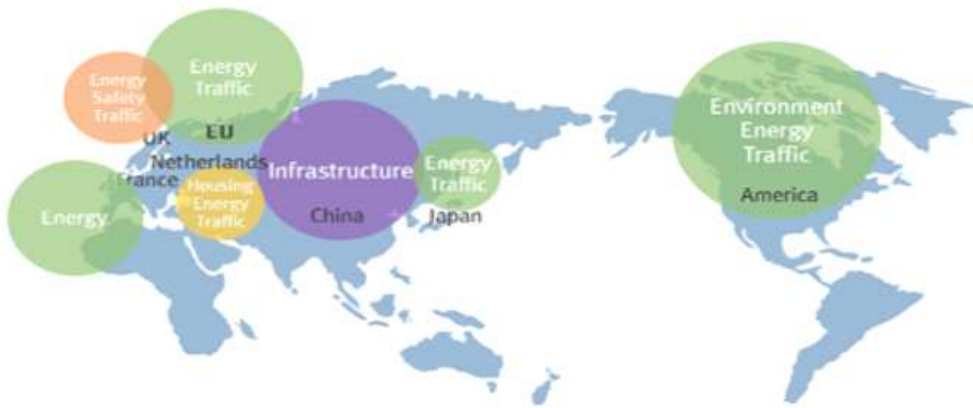 Energy
Traffic
Energy
Safety
Traffic
UK
EU
Netherlands
France
Energy
Housing
Energy
Traffic
Infrastructure
China
Energy
Traffic
Japan
Environment
Energy
Traffic
America